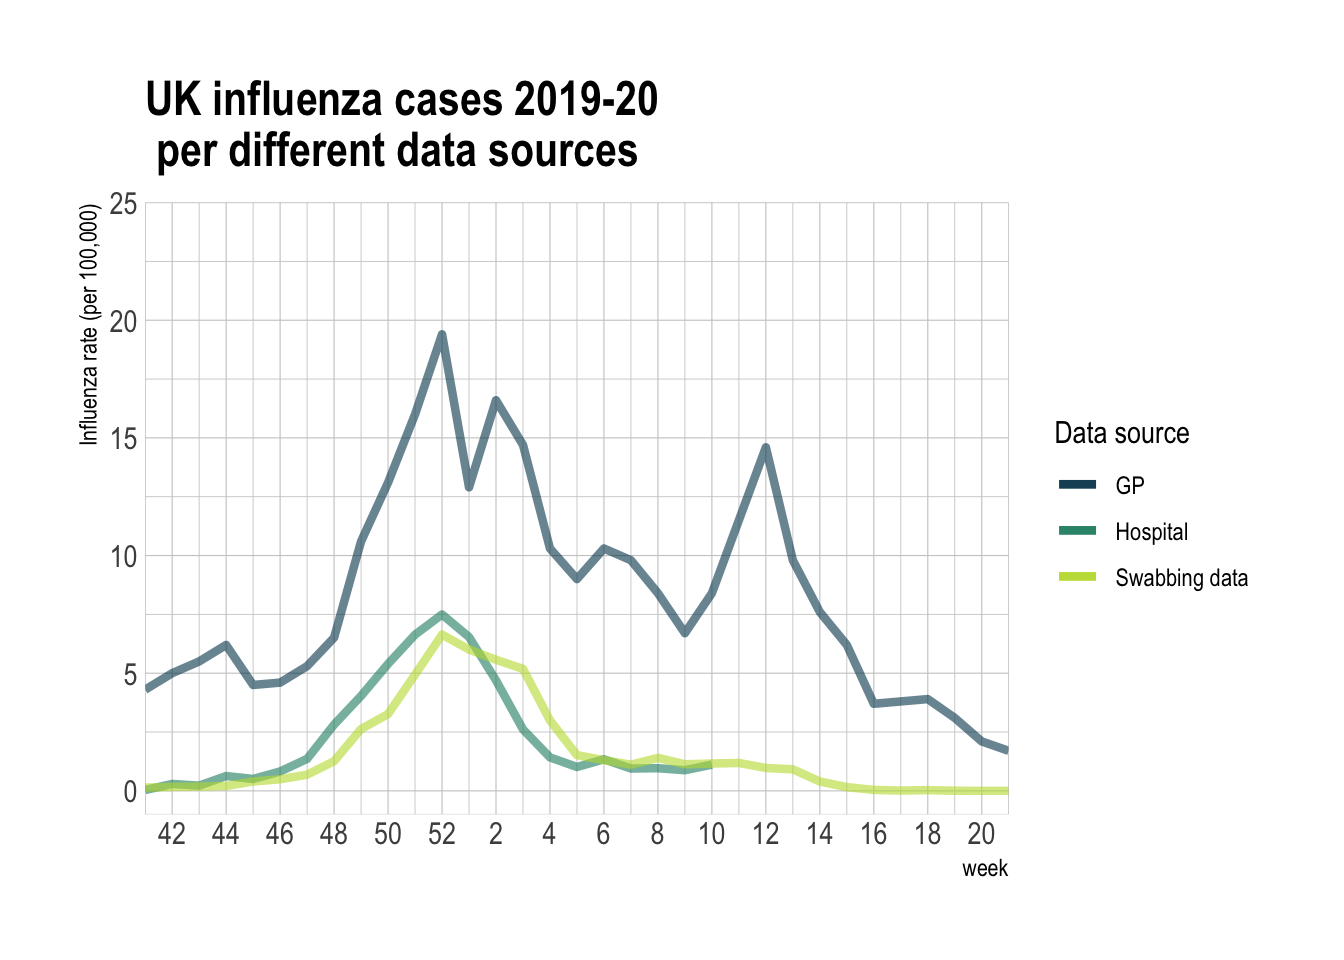 UK influenza cases 2019-20
per different data sources
Influenza rate (per 100,000)
25
20
15
10
5
0
42 44 46 48 50 52 2 4 6 8 10 12 14 16 18 20
week
Data source
GP
Hospital
Swabbing data